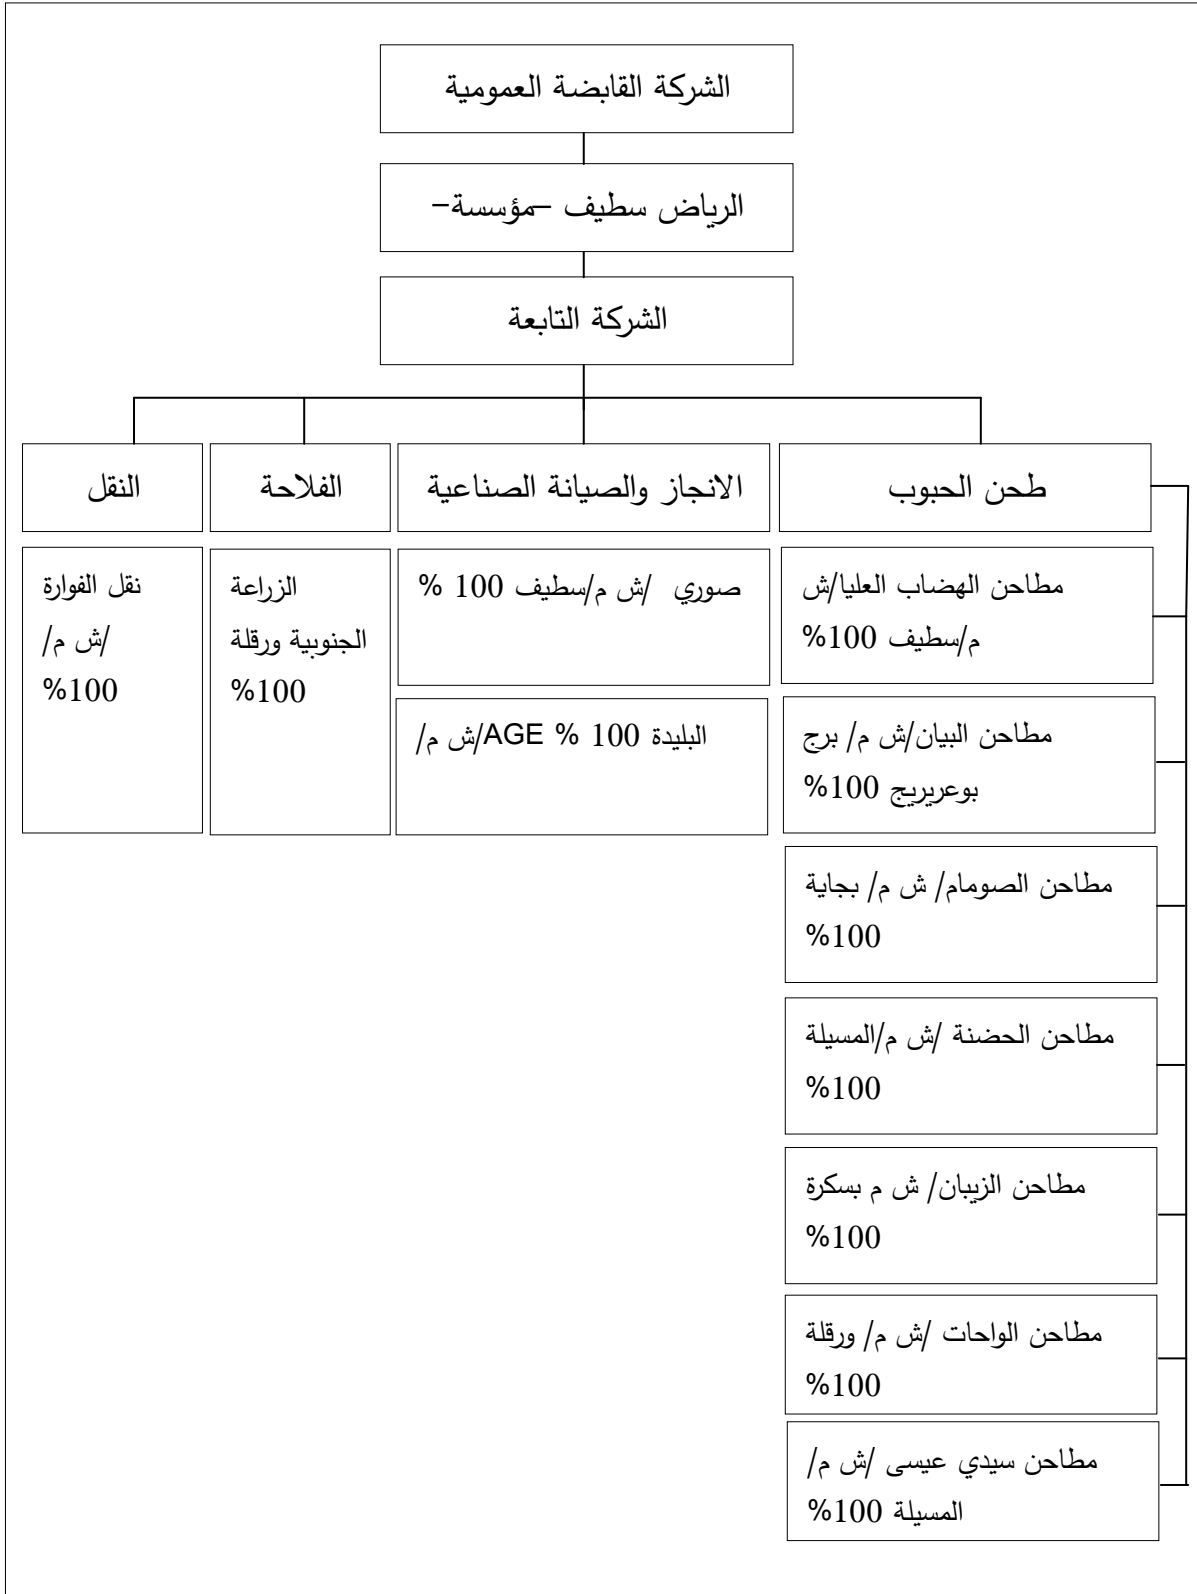 الشركة القابضة العمومية
الرياض سطيف –مؤسسة-
الشركة التابعة
طحن الحبوب
الانجاز والصيانة الصناعية
الفلاحة
النقل
مطاحن الهضاب العليا/ش
م/سطيف 100%
مطاحن البيان/ش م/ برج
بوعريريج 100%
مطاحن الصومام/ ش م/ بجاية
100%
مطاحن الحضنة /ش م/المسيلة
100%
مطاحن الزيبان/ ش م بسكرة
100%
مطاحن الواحات /ش م/ ورقلة
100%
مطاحن سيدي عيسى /ش م/
المسيلة 100%
صوري /ش م/سطيف 100 %
البليدة 100 % AGE/ش م/
الزراعة
الجنوبية ورقلة
100%
نقل الفوارة
/ش م/
100%